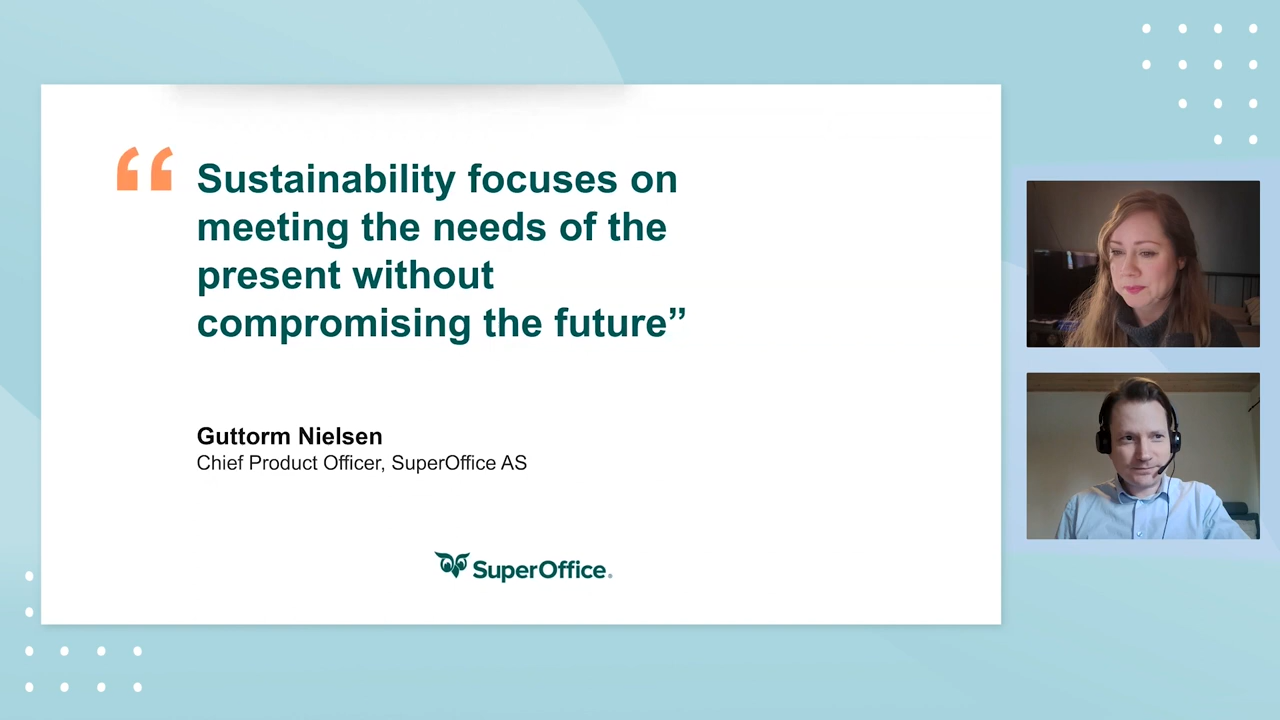 “ Sustainability focuses on
meeting the needs of the
present without
compromising the future”
Guttorm Nielsen
Chief Product Officer, SuperOffice AS
SuperOffice.